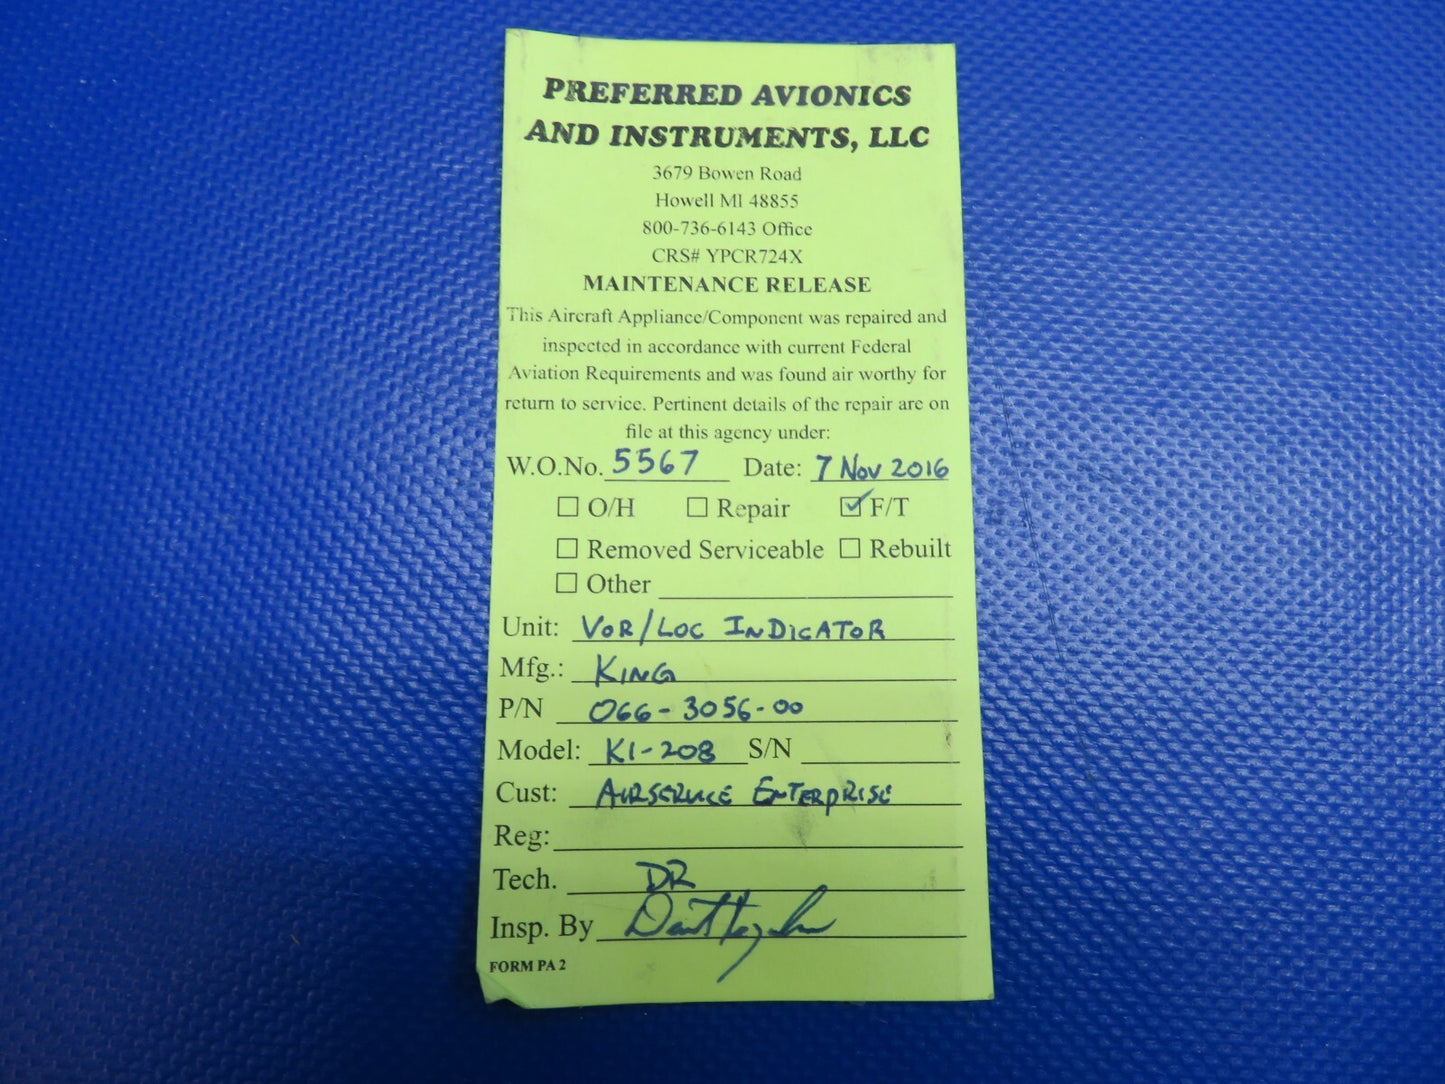 PREFERRED AVIONICS
AND INSTRUMENTS, LLC
3679 Bowen Road
Howell MI 48855
800-736-6143 Office
CRS# YPCR724X
MAINTENANCE RELEASE
This Aircraft Appliance/Component was repaired and
inspected in accordance with current Federal
Aviation Requirements and was found air worthy for
return to service. Pertinent details of the repair are on
file at this agency under:
W.O.No. 5567 Date: 7 Nov 2016
☐ O/H ☐ Repair ☑ F/T
☐ Removed Serviceable ☐ Rebuilt
☐ Other
Unit: VOR/LOC INDICATOR
Mfg.: KING
P/N 066-3056-00
Model: KI-208 S/N
Cust: AIRSERVICE ENTERPRISE
Reg:
Tech. DR
Insp. By
FORM PA 2